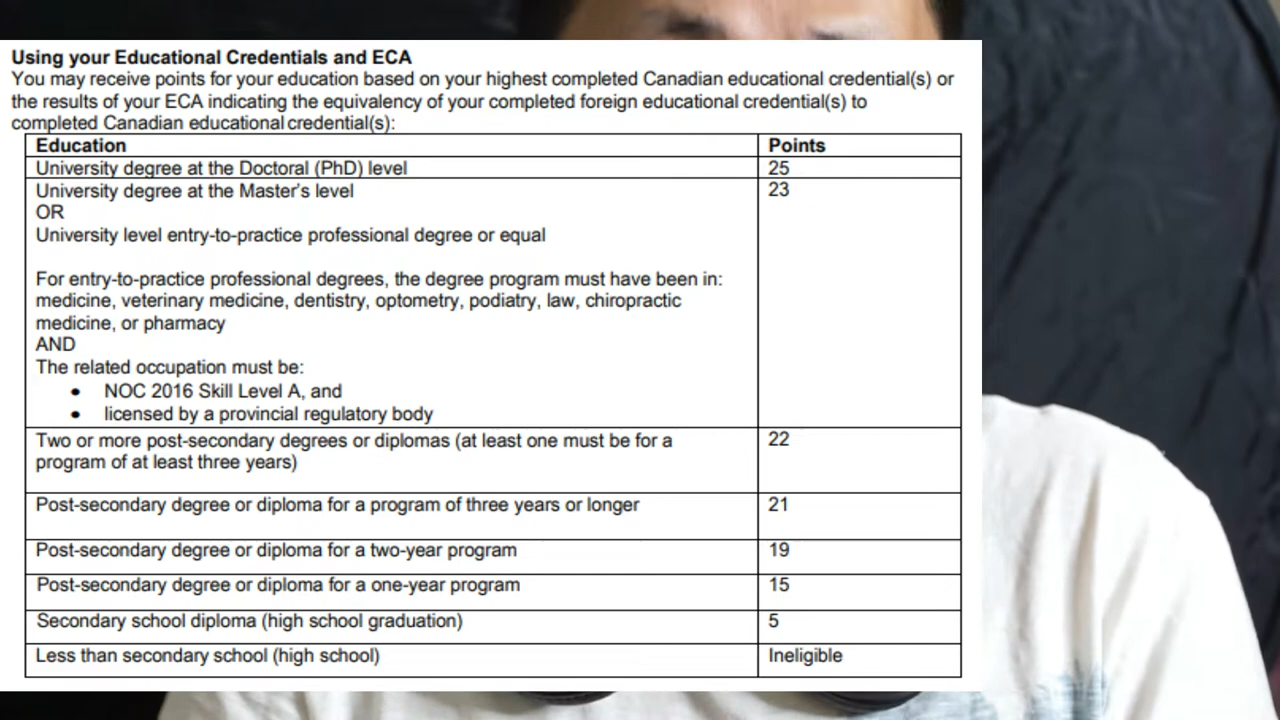 Using your Educational Credentials and ECA
You may receive points for your education based on your highest completed Canadian educational credential(s) or
the results of your ECA indicating the equivalency of your completed foreign educational credential(s) to
completed Canadian educational credential(s):
Education Points
University degree at the Doctoral (PhD) level 25
University degree at the Master's level 23
OR
University level entry-to-practice professional degree or equal
For entry-to-practice professional degrees, the degree program must have been in:
medicine, veterinary medicine, dentistry, optometry, podiatry, law, chiropractic
medicine, or pharmacy
AND
The related occupation must be:
• NOC 2016 Skill Level A, and
• licensed by a provincial regulatory body
Two or more post-secondary degrees or diplomas (at least one must be for a 22
program of at least three years)
Post-secondary degree or diploma for a program of three years or longer 21
Post-secondary degree or diploma for a two-year program 19
Post-secondary degree or diploma for a one-year program 15
Secondary school diploma (high school graduation) 5
Less than secondary school (high school) Ineligible